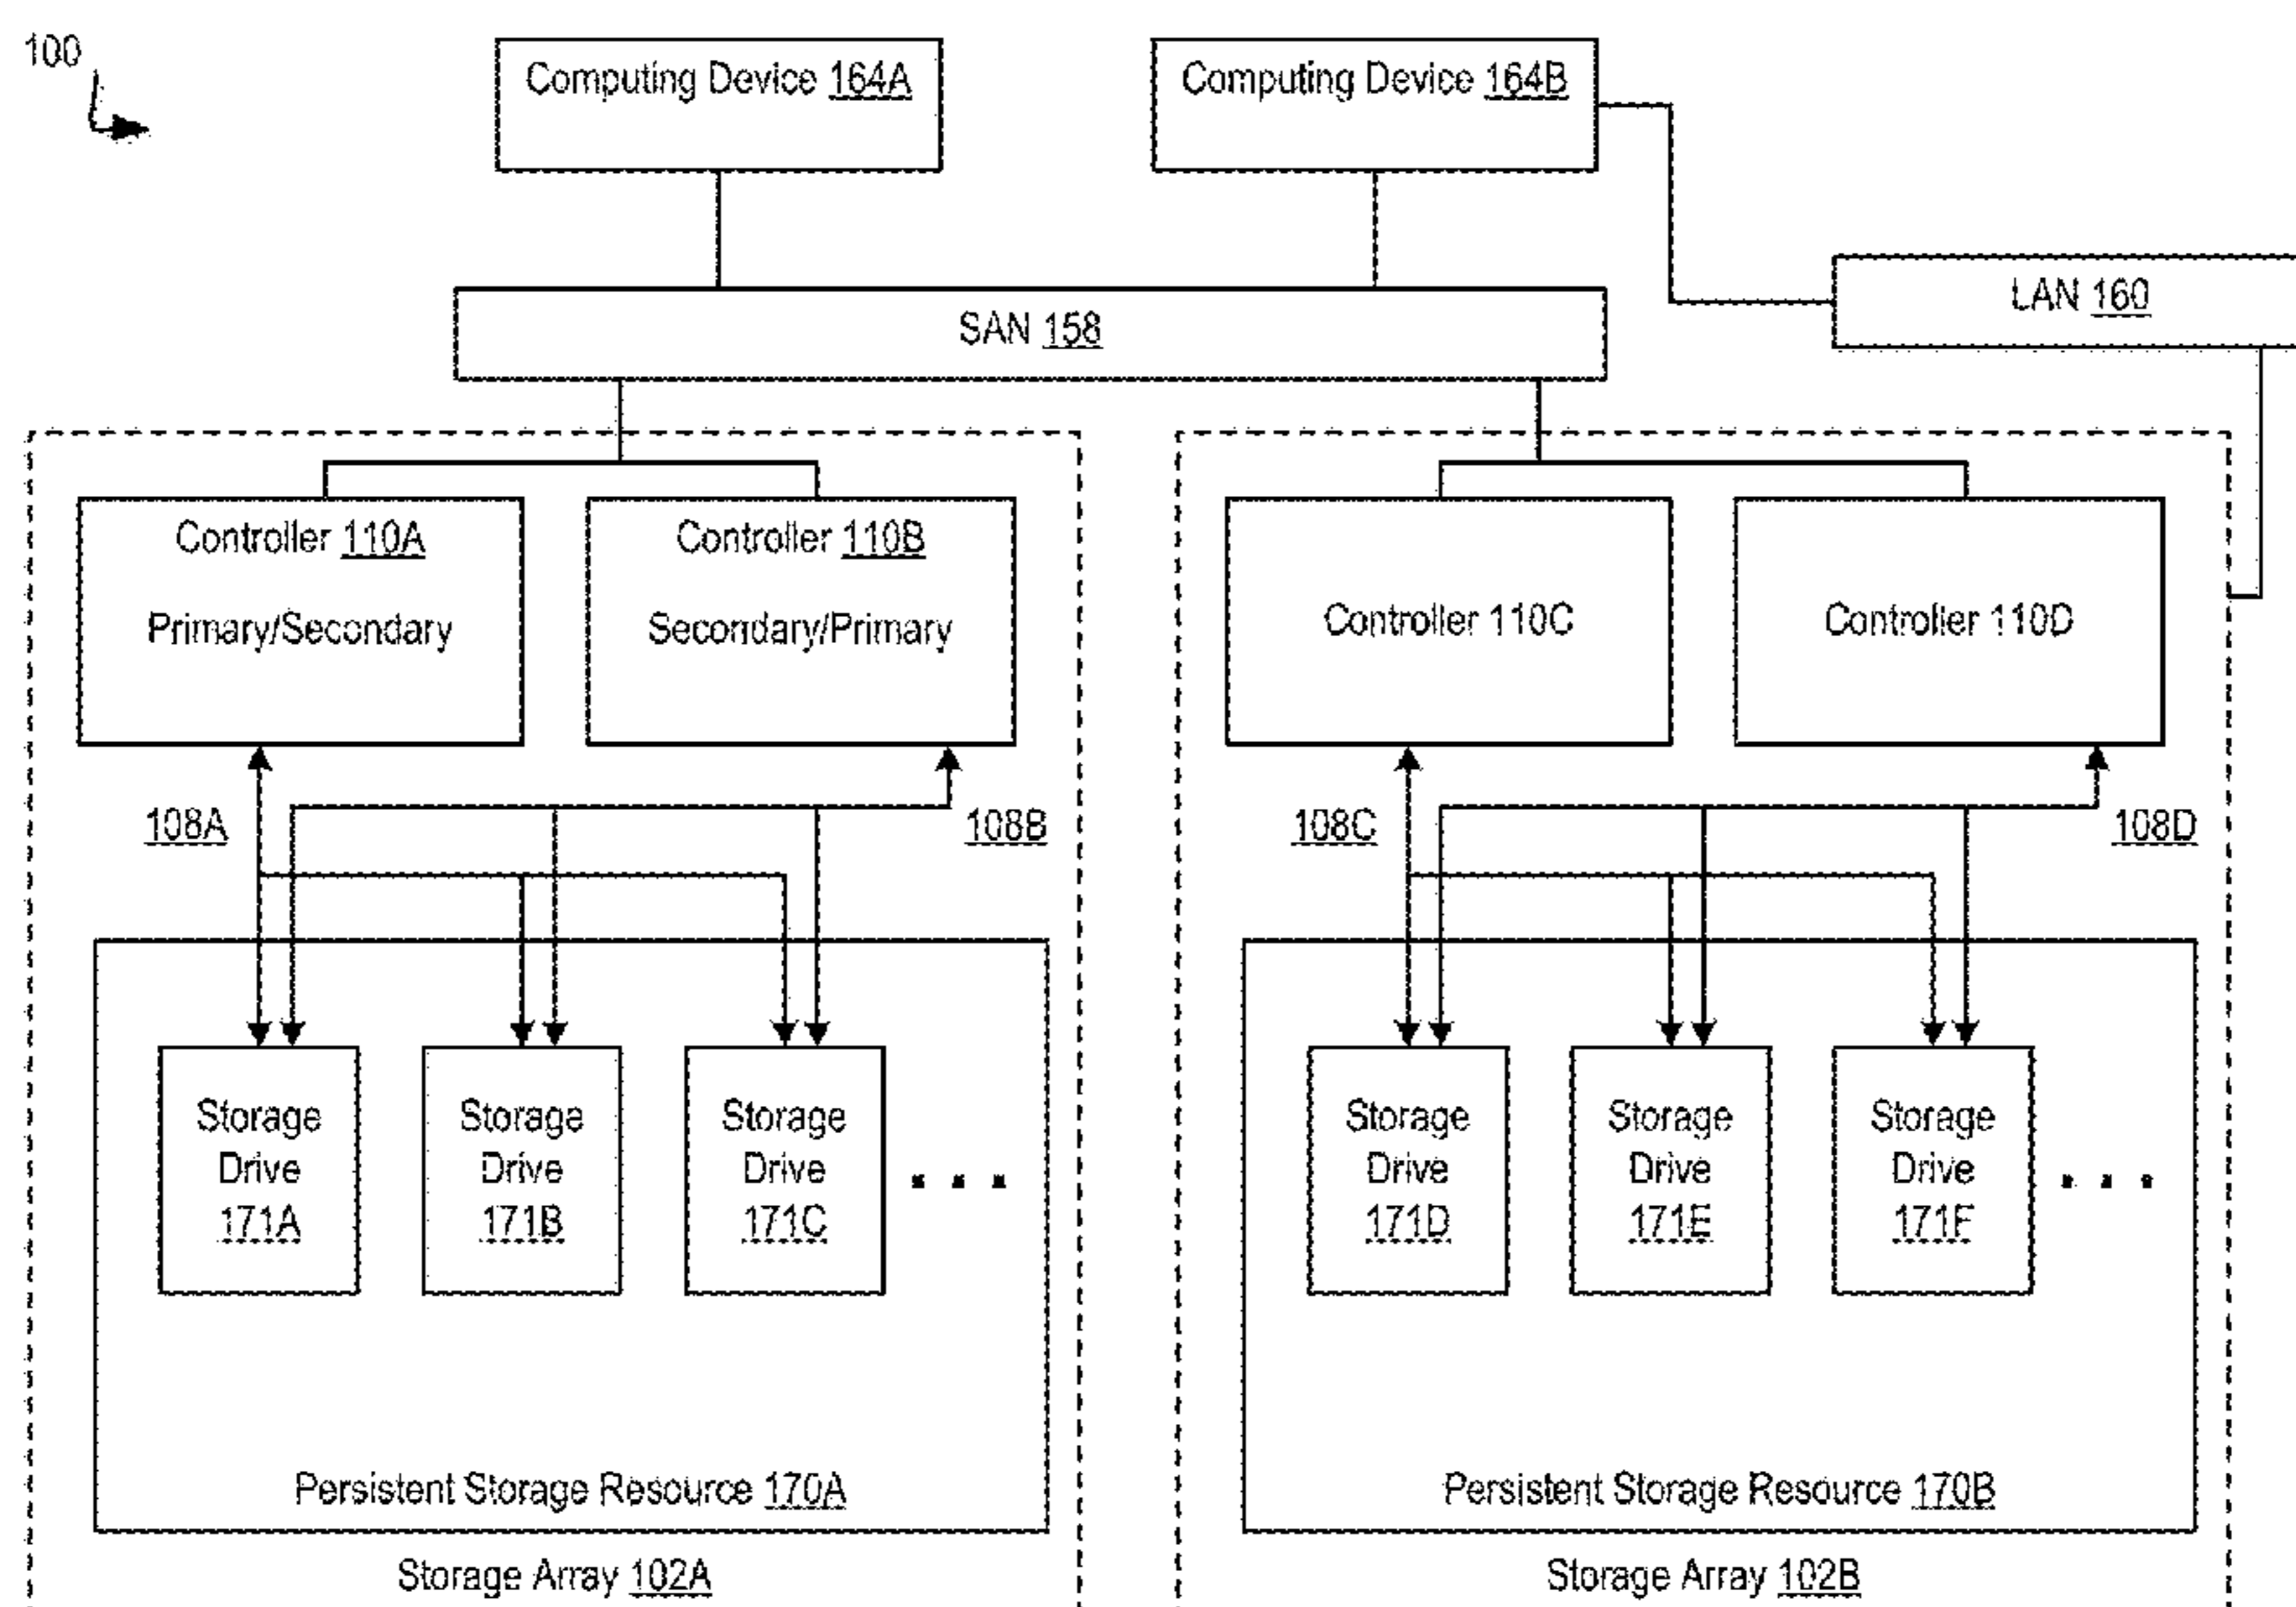 100
Computing Device 164A
Computing Device 164B
LAN 160
SAN 158
Controller 110A
Primary/Secondary
Controller 110B
Secondary/Primary
Controller 110C
Controller 110D
108A
108B
108C
108D
Storage
Drive
171A
Storage
Drive
171B
Storage
Drive
171C
. . .
Storage
Drive
171D
Storage
Drive
171E
Storage
Drive
171F
. . .
Persistent Storage Resource 170A
Persistent Storage Resource 170B
Storage Array 102A
Storage Array 102B